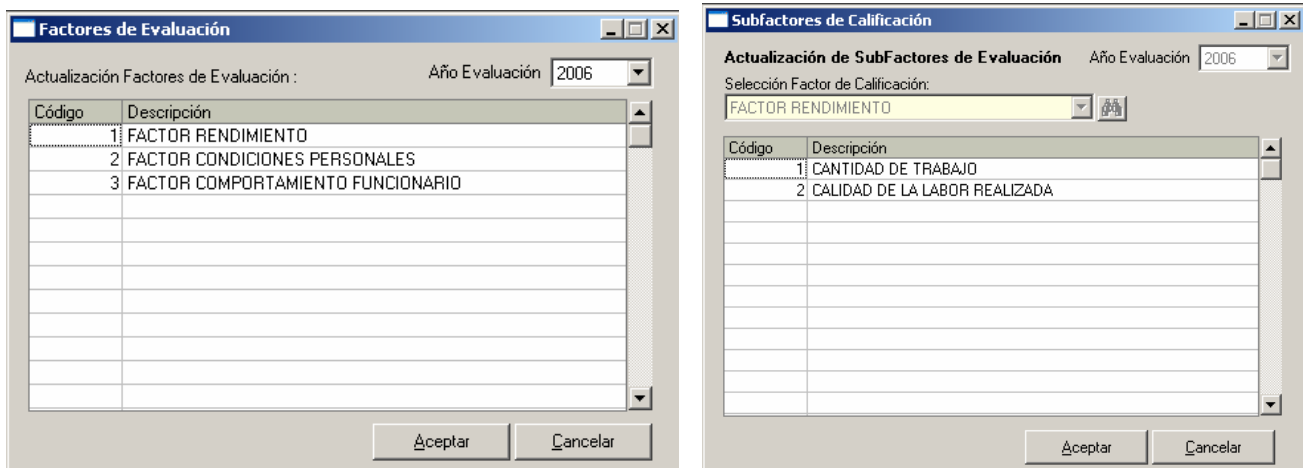 Factores de Evaluación
Actualización Factores de Evaluación :
Año Evaluación 2006
Código Descripción
1 FACTOR RENDIMIENTO
2 FACTOR CONDICIONES PERSONALES
3 FACTOR COMPORTAMIENTO FUNCIONARIO
Aceptar Cancelar
Subfactores de Calificación
Actualización de SubFactores de Evaluación Año Evaluación 2006
Selección Factor de Calificación:
FACTOR RENDIMIENTO
Código Descripción
1 CANTIDAD DE TRABAJO
2 CALIDAD DE LA LABOR REALIZADA
Aceptar Cancelar